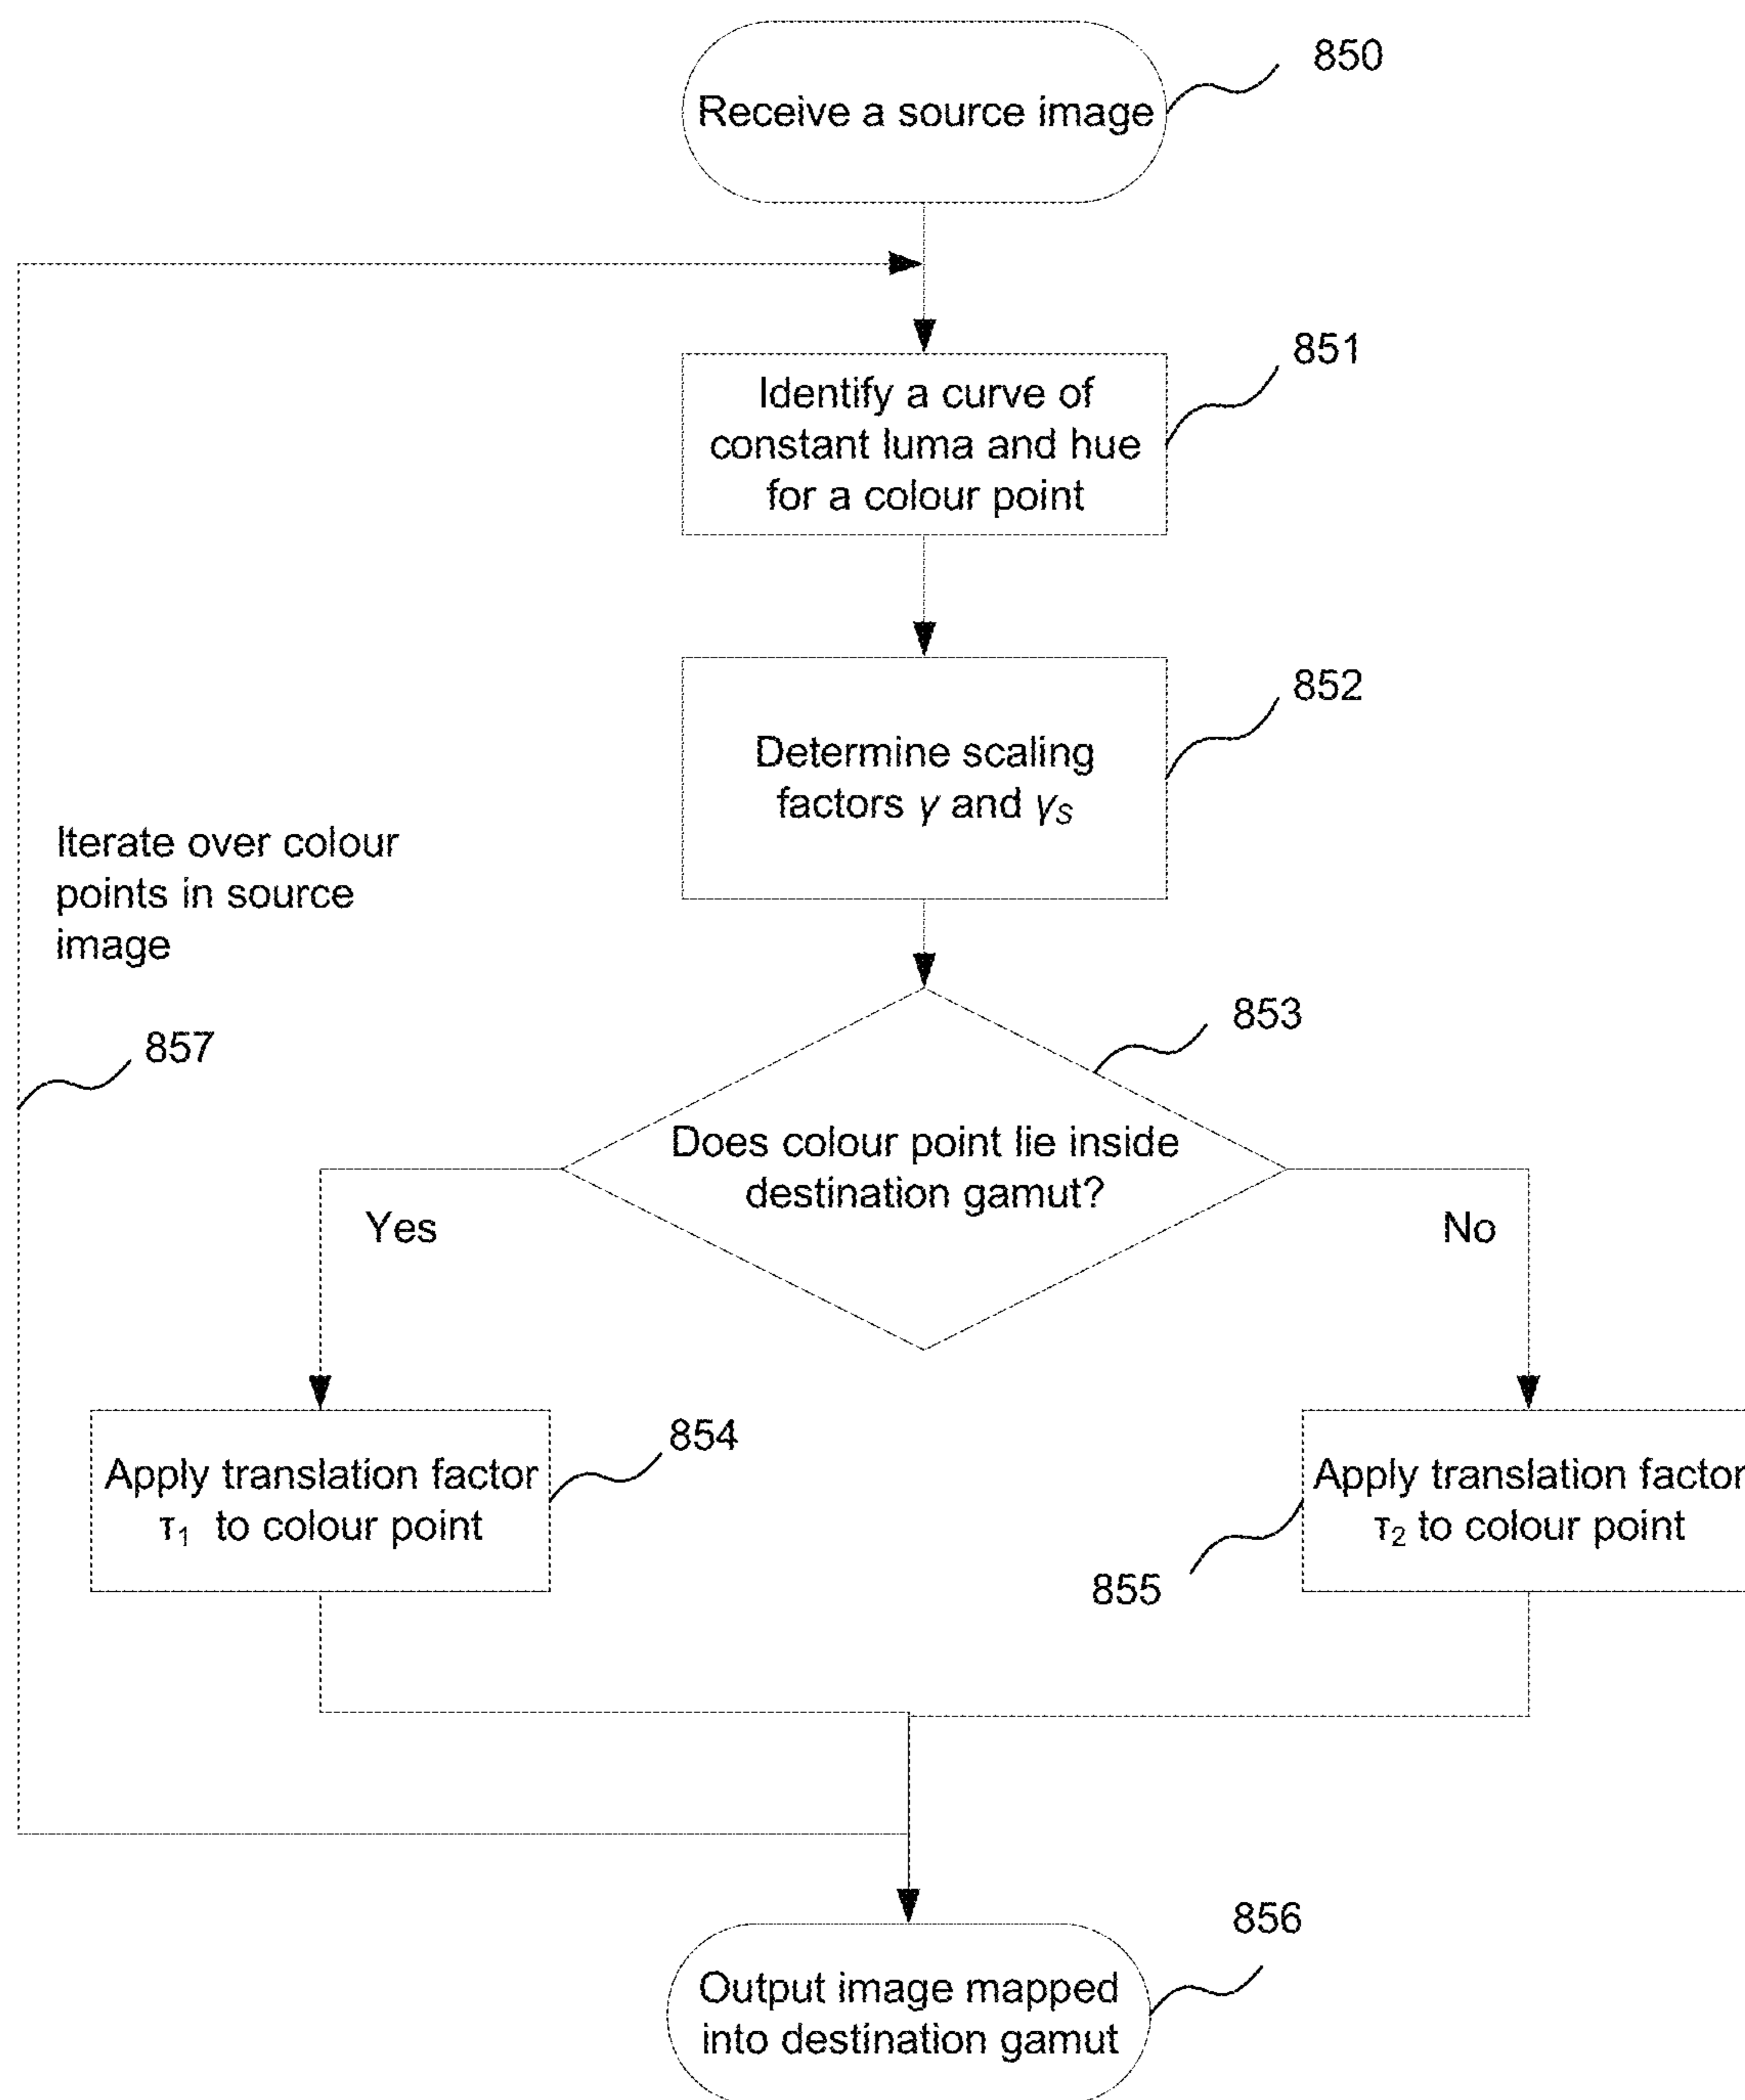 850
Receive a source image
851
Identify a curve of
constant luma and hue
for a colour point
852
Determine scaling
factors γ and γS
Iterate over colour
points in source
image
857
853
Does colour point lie inside
destination gamut?
Yes
No
854
Apply translation factor
τ1 to colour point
Apply translation factor
τ2 to colour point
855
856
Output image mapped
into destination gamut